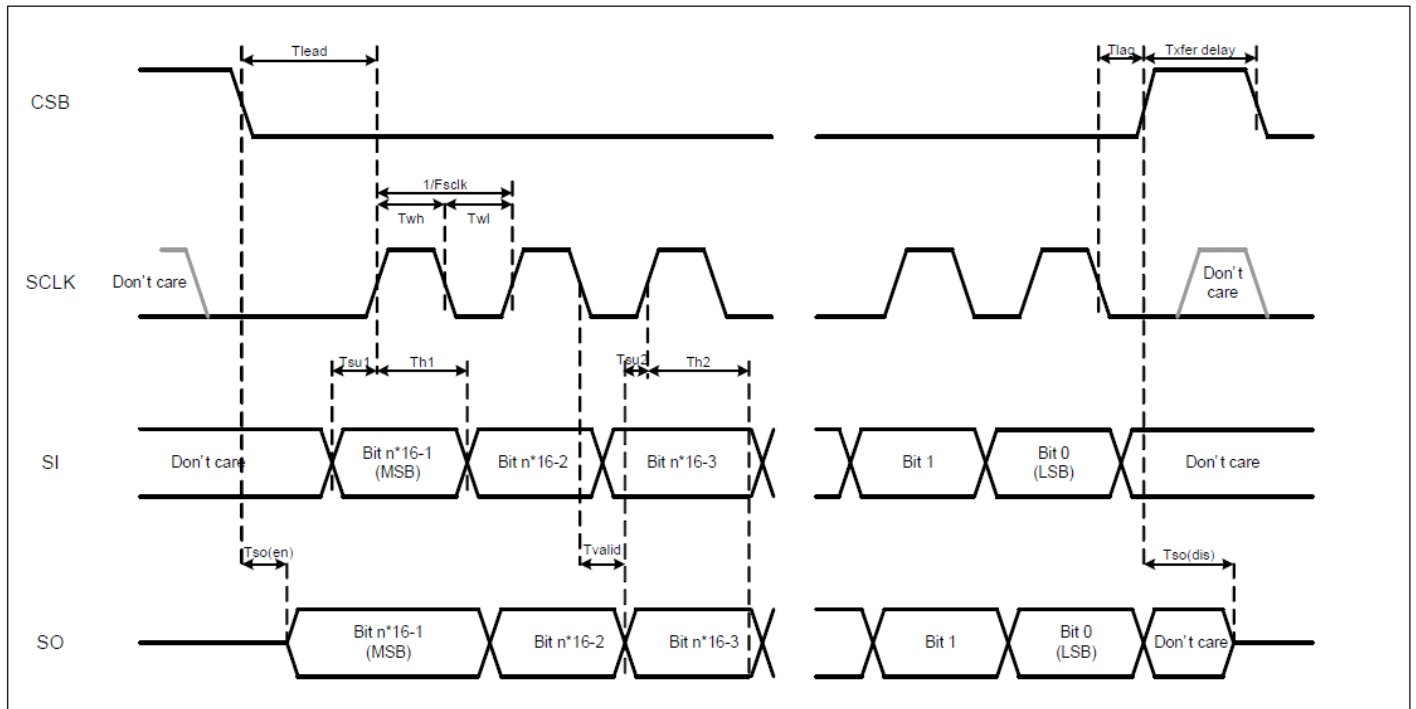 Tlead
Tlag
Txfer delay
CSB
1/Fsclk
Twh
Twl
SCLK
Don't care
Don't
care
Tsu1
Th1
Tsu2
Th2
SI
Don't care
Bit n*16-1
(MSB)
Bit n*16-2
Bit n*16-3
Bit 1
Bit 0
(LSB)
Don't care
Tso(en)
Tvalid
Tso(dis)
SO
Bit n*16-1
(MSB)
Bit n*16-2
Bit n*16-3
Bit 1
Bit 0
(LSB)
Don't care